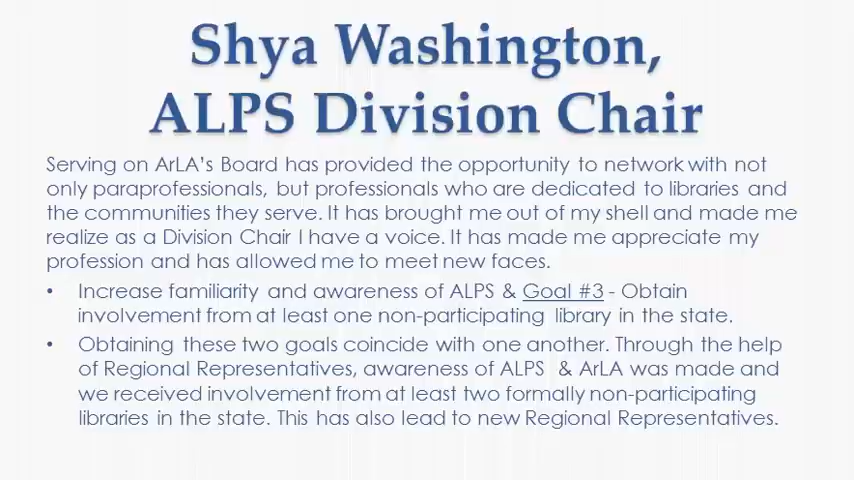 Shya Washington,
ALPS Division Chair
Serving on ArLA's Board has provided the opportunity to network with not
only paraprofessionals, but professionals who are dedicated to libraries and
the communities they serve. It has brought me out of my shell and made me
realize as a Division Chair I have a voice. It has made me appreciate my
profession and has allowed me to meet new faces.
• Increase familiarity and awareness of ALPS & Goal #3 - Obtain
involvement from at least one non-participating library in the state.
• Obtaining these two goals coincide with one another. Through the help
of Regional Representatives, awareness of ALPS & ArLA was made and
we received involvement from at least two formally non-participating
libraries in the state. This has also lead to new Regional Representatives.